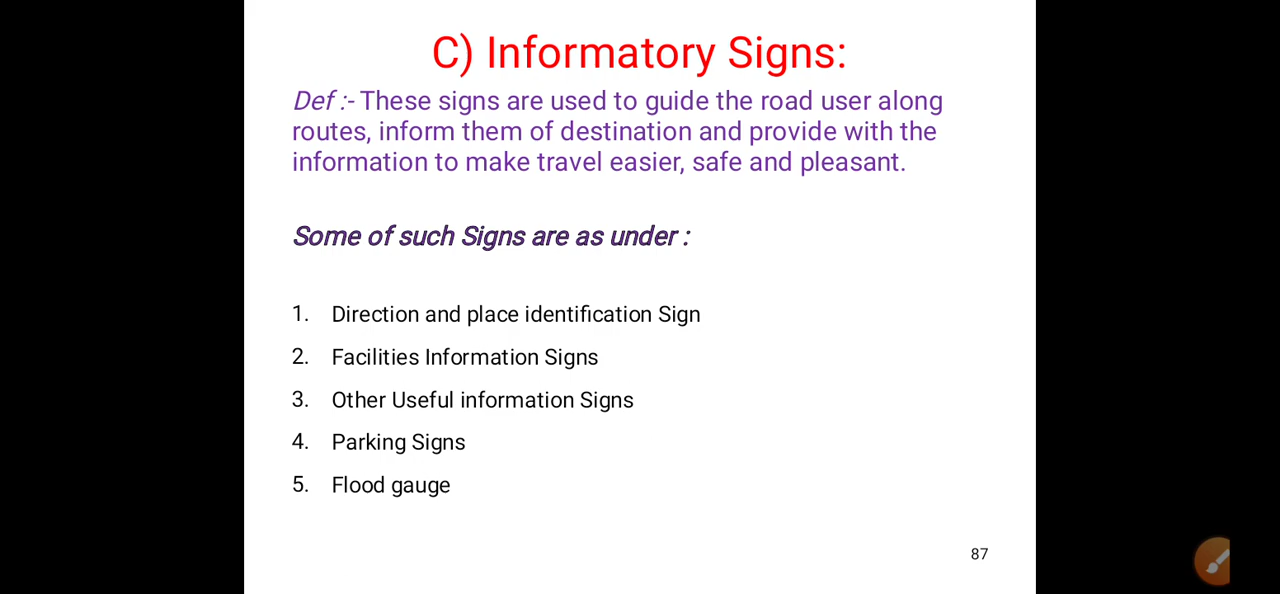 C) Informatory Signs:
Def :- These signs are used to guide the road user along
routes, inform them of destination and provide with the
information to make travel easier, safe and pleasant.
Some of such Signs are as under :
1. Direction and place identification Sign
2. Facilities Information Signs
3. Other Useful information Signs
4. Parking Signs
5. Flood gauge
87